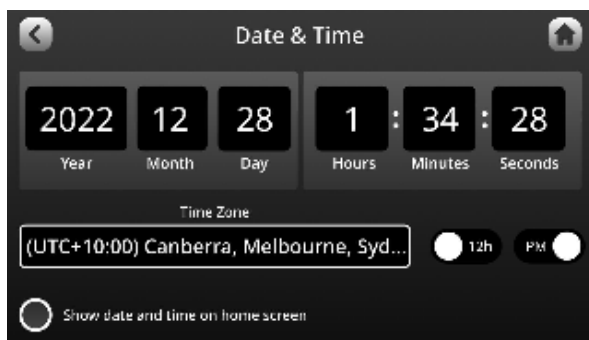 Date & Time
2022 12 28 1 : 34 : 28
Year Month Day Hours Minutes Seconds
Time Zone
(UTC+10:00) Canberra, Melbourne, Syd... 12h PM
Show date and time on home screen